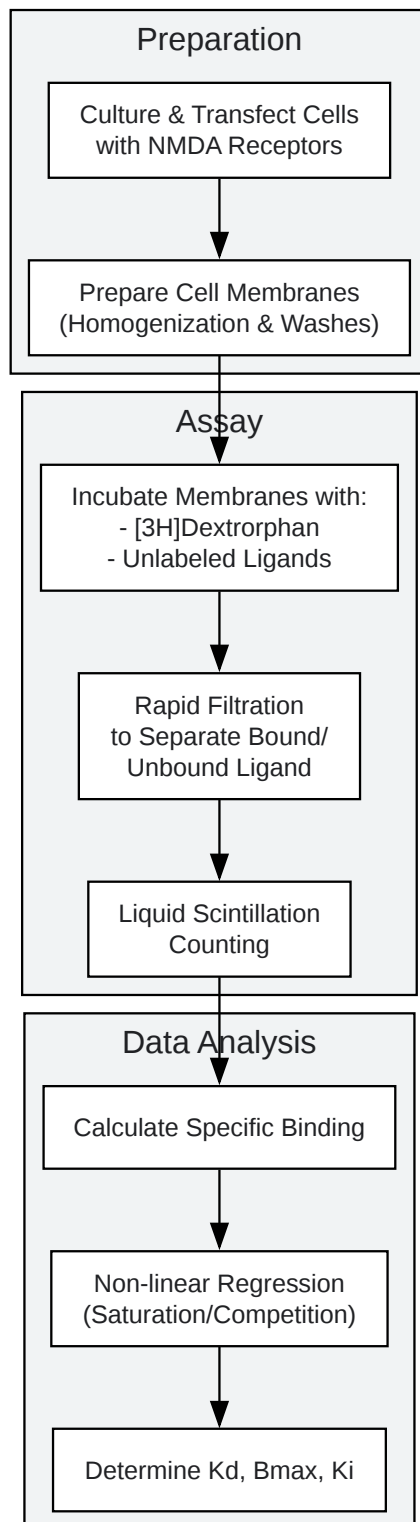 Preparation
Culture & Transfect Cells
with NMDA Receptors
Prepare Cell Membranes
(Homogenization & Washes)
Assay
Incubate Membranes with:
- [3H]Dextrorphan
- Unlabeled Ligands
Rapid Filtration
to Separate Bound/
Unbound Ligand
Liquid Scintillation
Counting
Data Analysis
Calculate Specific Binding
Non-linear Regression
(Saturation/Competition)
Determine Kd, Bmax, Ki